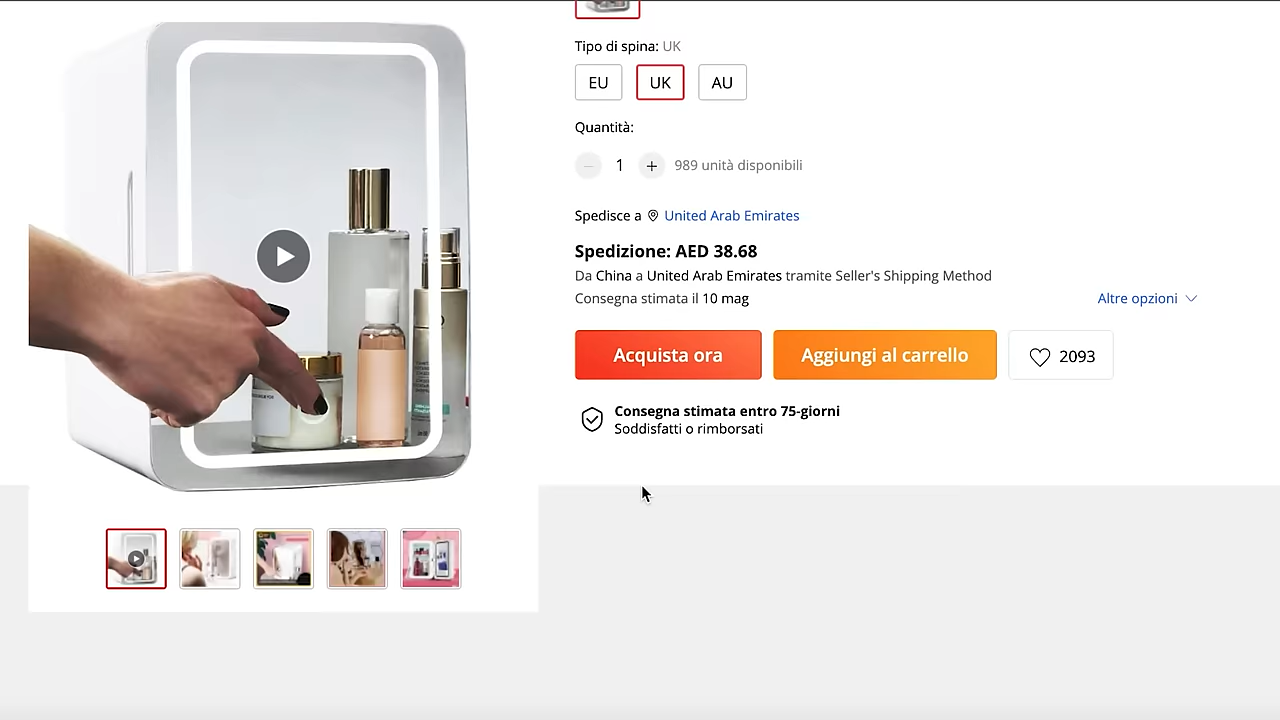 Tipo di spina: UK
EU
UK
AU
Quantità:
1
989 unità disponibili
Spedisce a United Arab Emirates
Spedizione: AED 38.68
Da China a United Arab Emirates tramite Seller's Shipping Method
Consegna stimata il 10 mag
Altre opzioni
Acquista ora
Aggiungi al carrello
2093
Consegna stimata entro 75-giorni
Soddisfatti o rimborsati